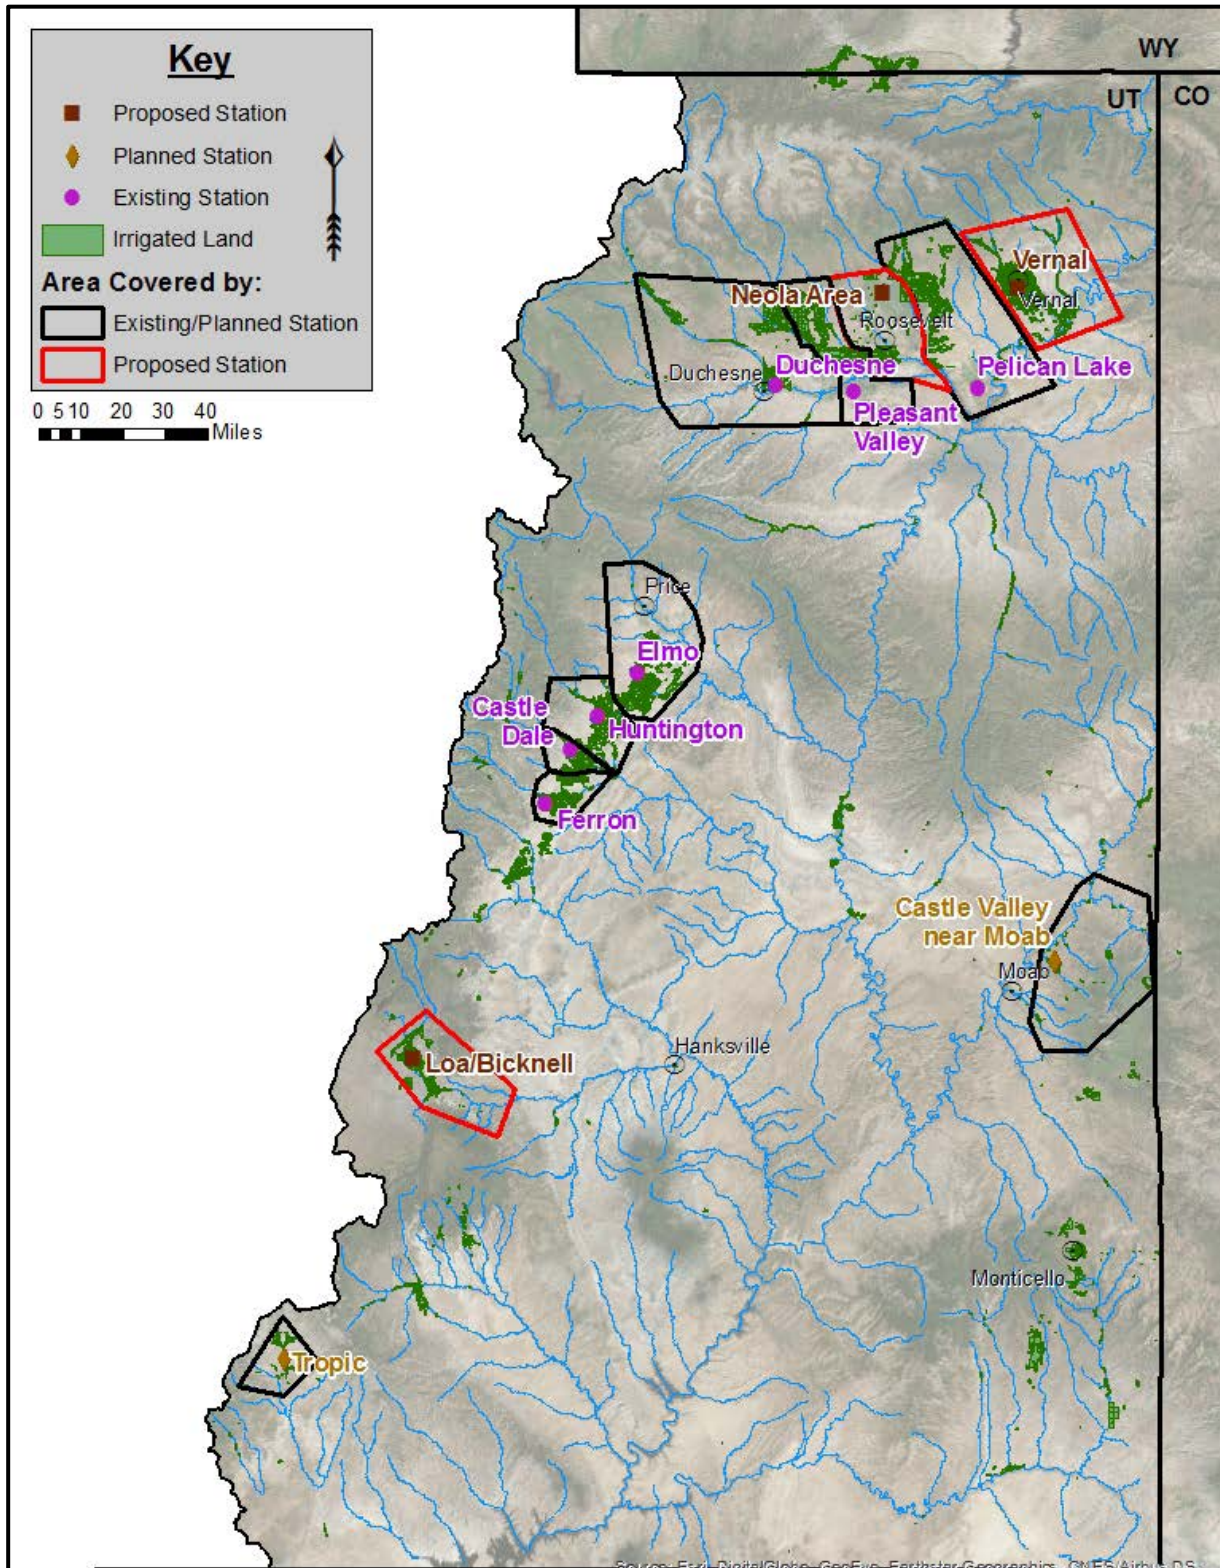 Key
Proposed Station
Planned Station
Existing Station
Irrigated Land
Area Covered by:
Existing/Planned Station
Proposed Station
0 5 10 20 30 40
Miles
WY
UT
CO
Vernal
Vernal
Neola Area
Roosevelt
Duchesne
Duchesne
Pelican Lake
Pleasant
Valley
Price
Elmo
Castle
Dale
Huntington
Ferron
Castle Valley
near Moab
Moab
Loa/Bicknell
Hanksville
Monticello
Tropic
Source: Esri, DigitalGlobe, GeoEye, Earthstar Geographics, CNES/Airbus DS,